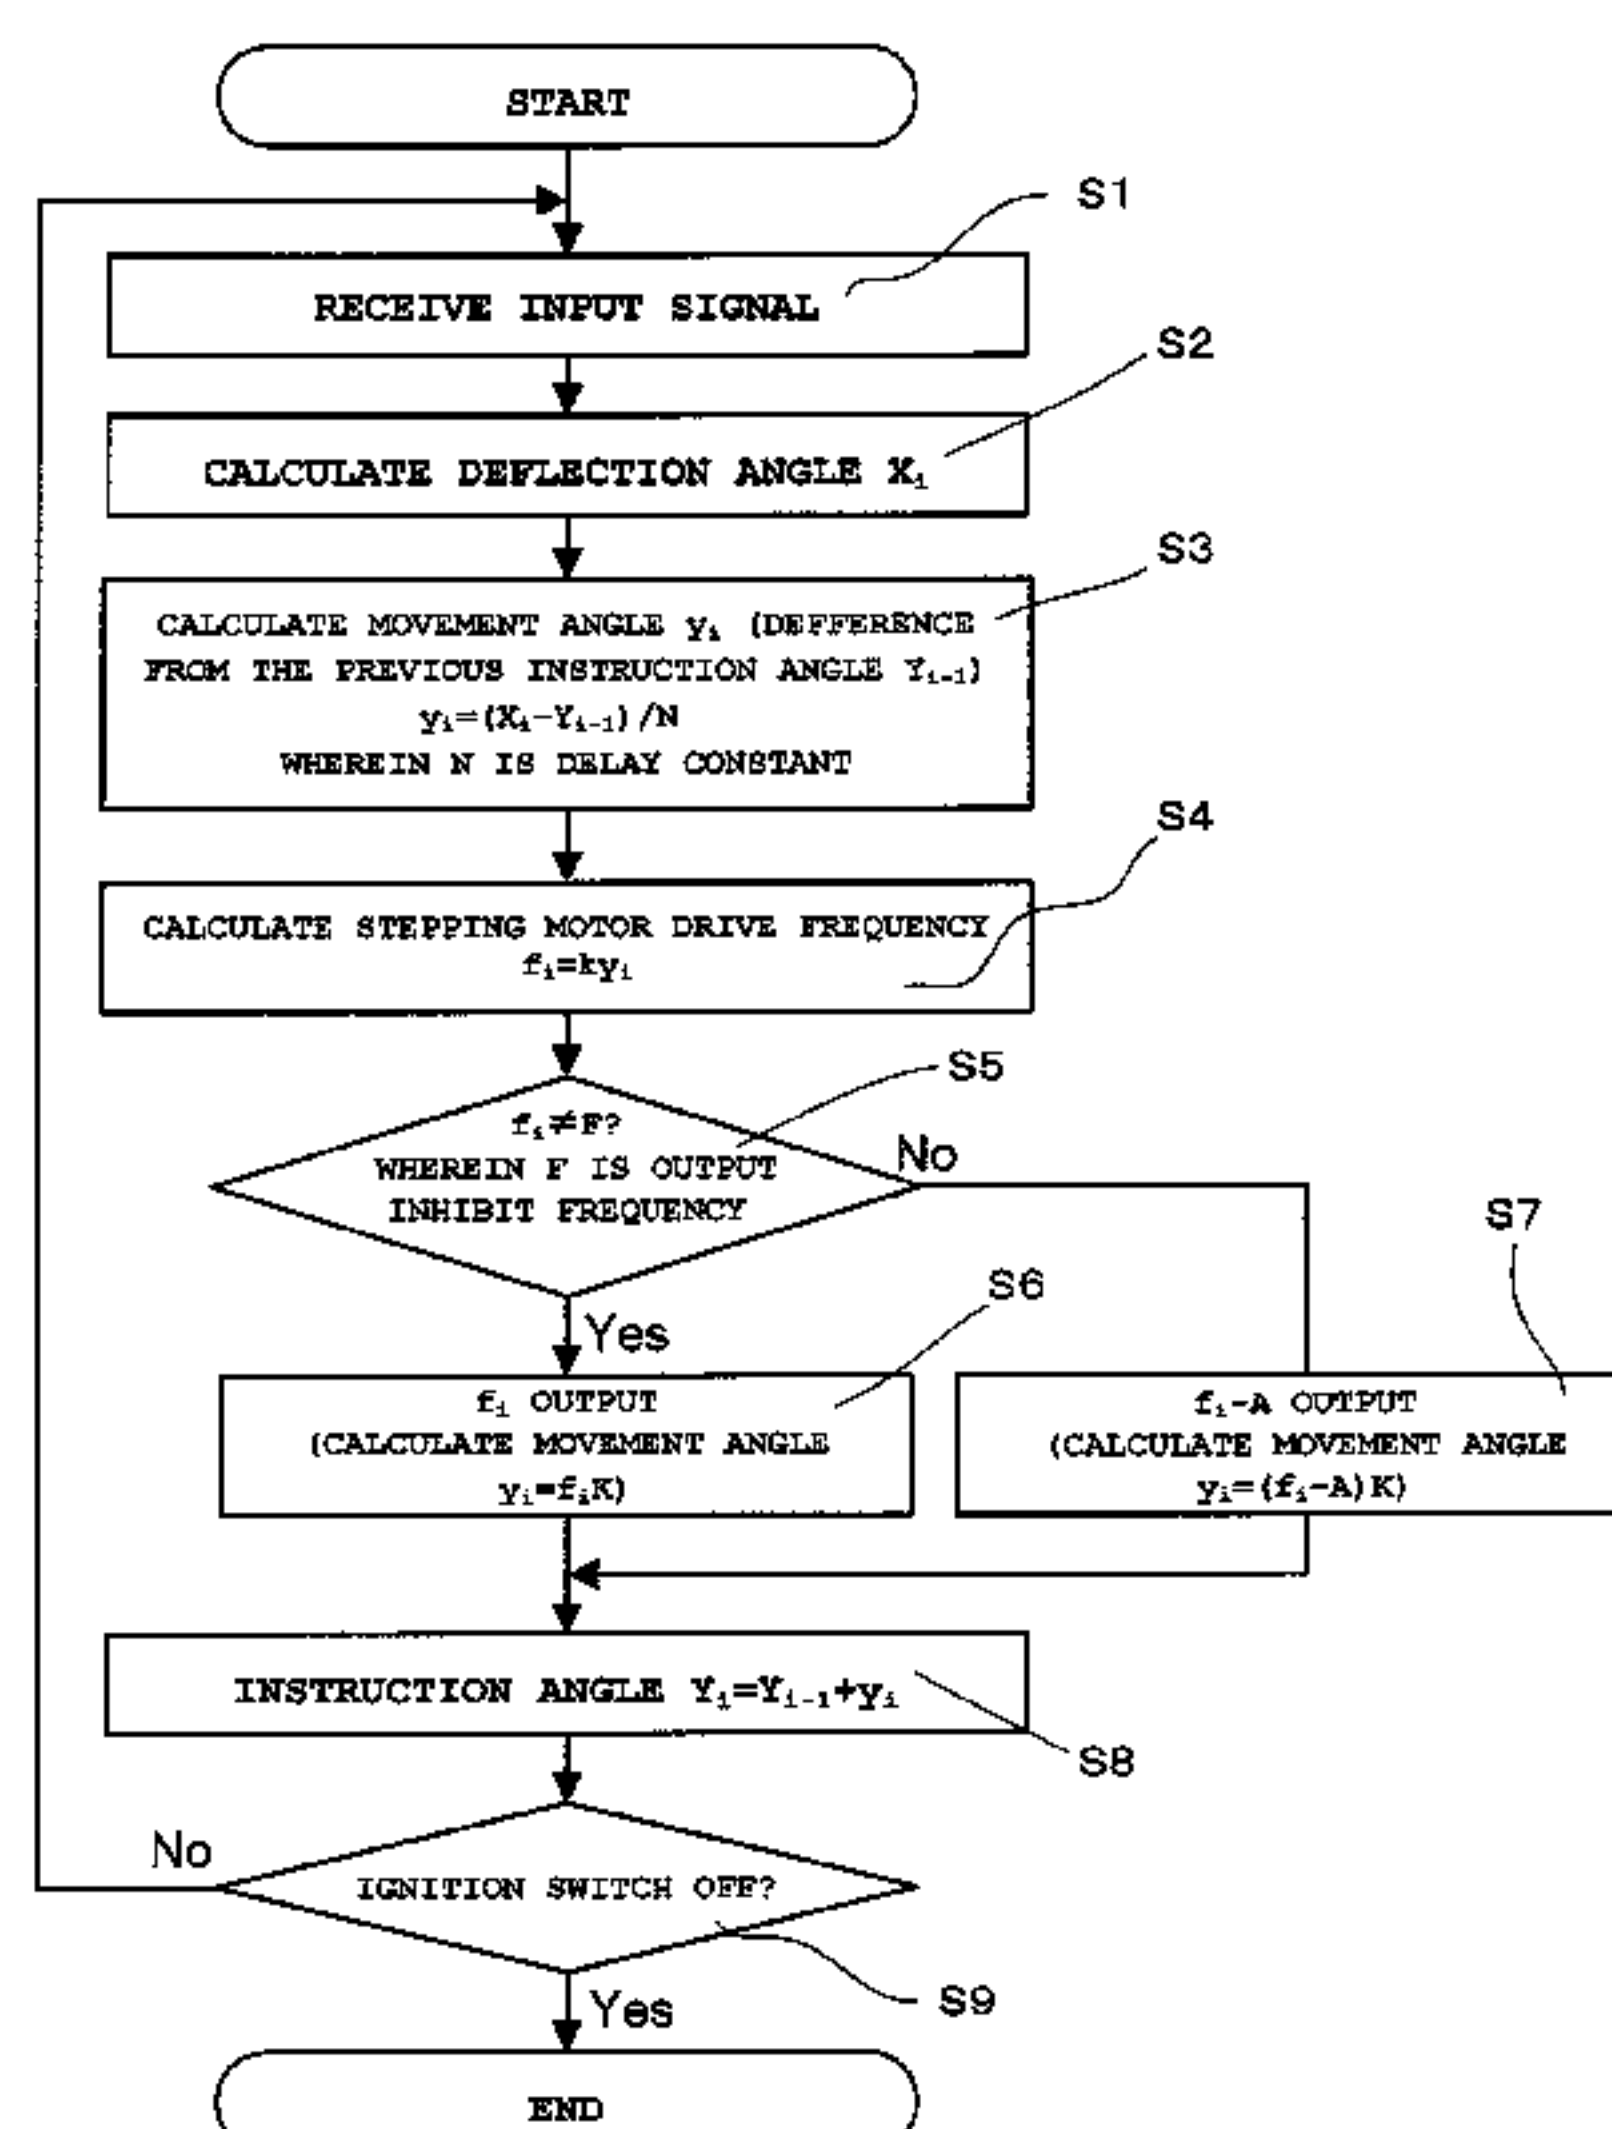 START
S1
RECEIVE INPUT SIGNAL
S2
CALCULATE DEFLECTION ANGLE Xi
S3
CALCULATE MOVEMENT ANGLE yi (DEFFERENCE
FROM THE PREVIOUS INSTRUCTION ANGLE Yi-1)
yi=(Xi-Yi-1)/N
WHEREIN N IS DELAY CONSTANT
S4
CALCULATE STEPPING MOTOR DRIVE FREQUENCY
fi=kyi
S5
fi≠F?
WHEREIN F IS OUTPUT
INHIBIT FREQUENCY
No
Yes
S6
fi OUTPUT
(CALCULATE MOVEMENT ANGLE
yi=fiK)
S7
fi-A OUTPUT
(CALCULATE MOVEMENT ANGLE
yi=(fi-A)K)
INSTRUCTION ANGLE Yi=Yi-1+yi
S8
No
IGNITION SWITCH OFF?
S9
Yes
END